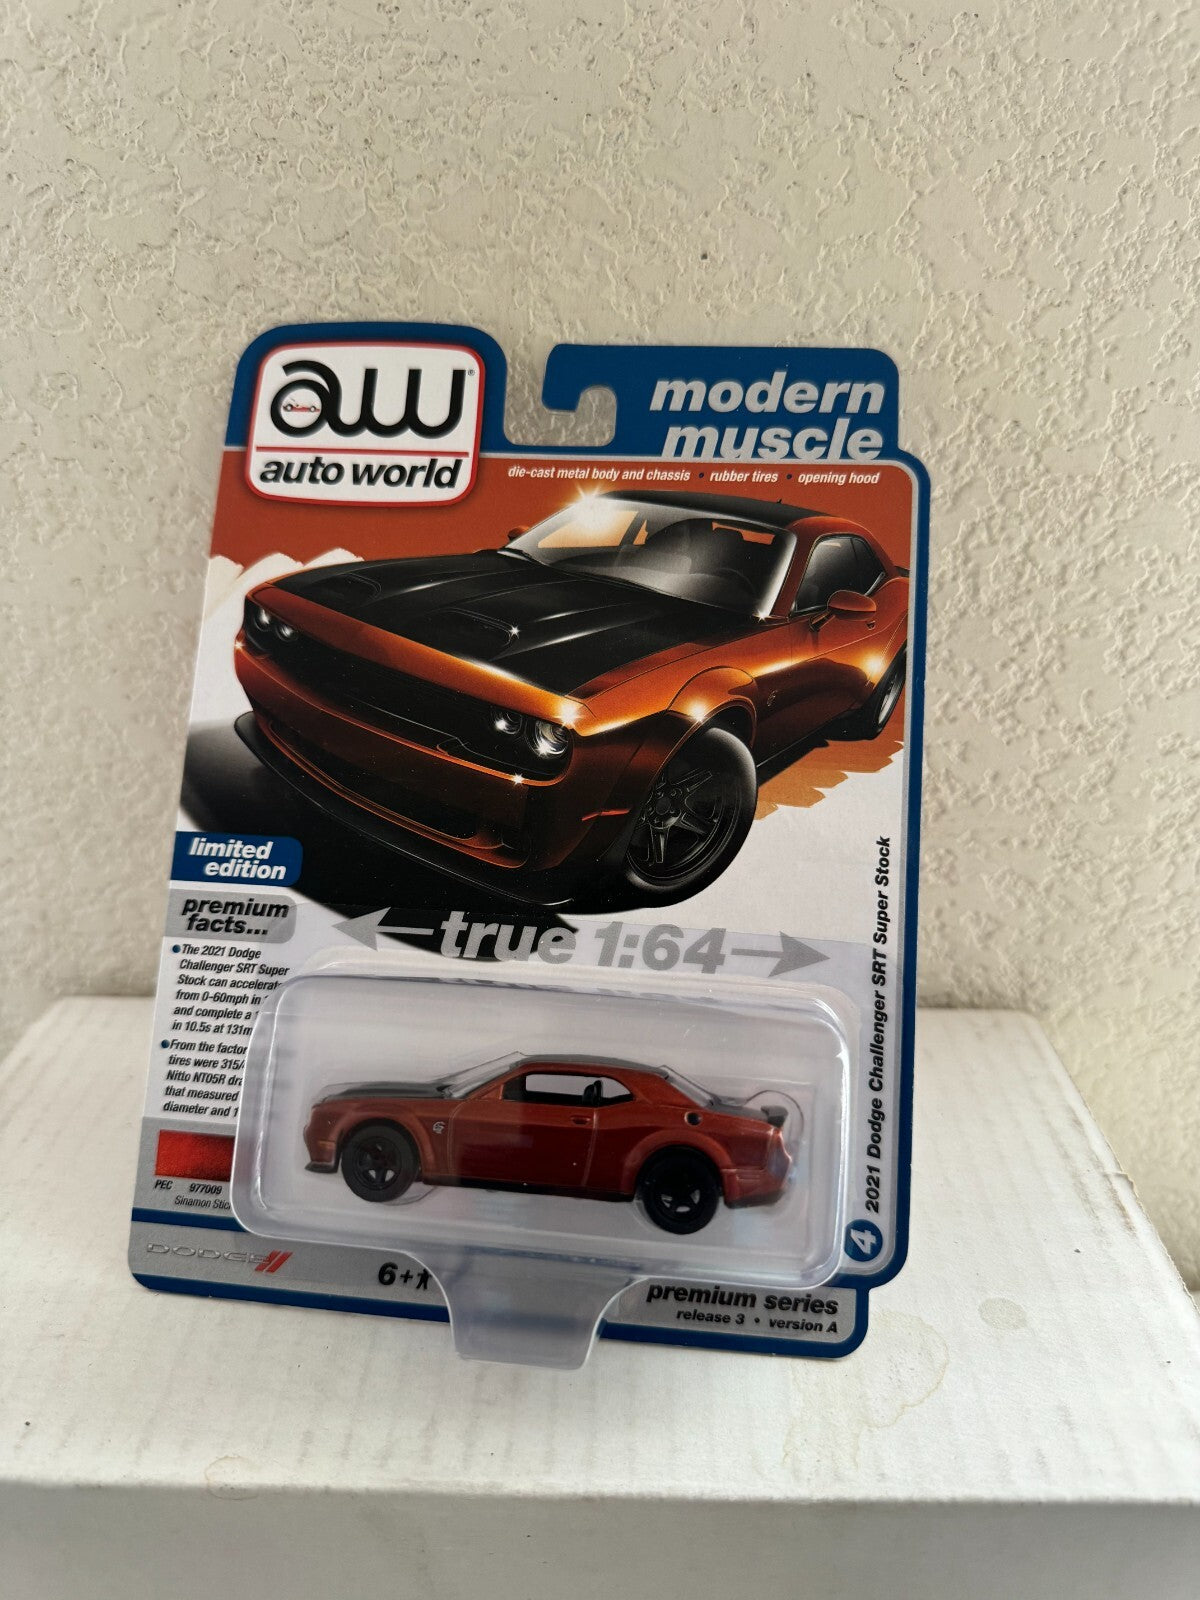 aw®
auto world
modern
muscle
die-cast metal body and chassis • rubber tires • opening hood
limited
edition
premium
facts...
true 1:64
• The 2021 Dodge
Challenger SRT Super
Stock can accelerate
from 0-60mph in
and complete a
in 10.5s at 131m
• From the factor
tires were 315/
Nitto NT05R dra
that measured
diameter and 1
PEC 977009
Sinamon Stic
2021 Dodge Challenger SRT Super Stock
4
DODGE
6+
premium series
release 3 • version A